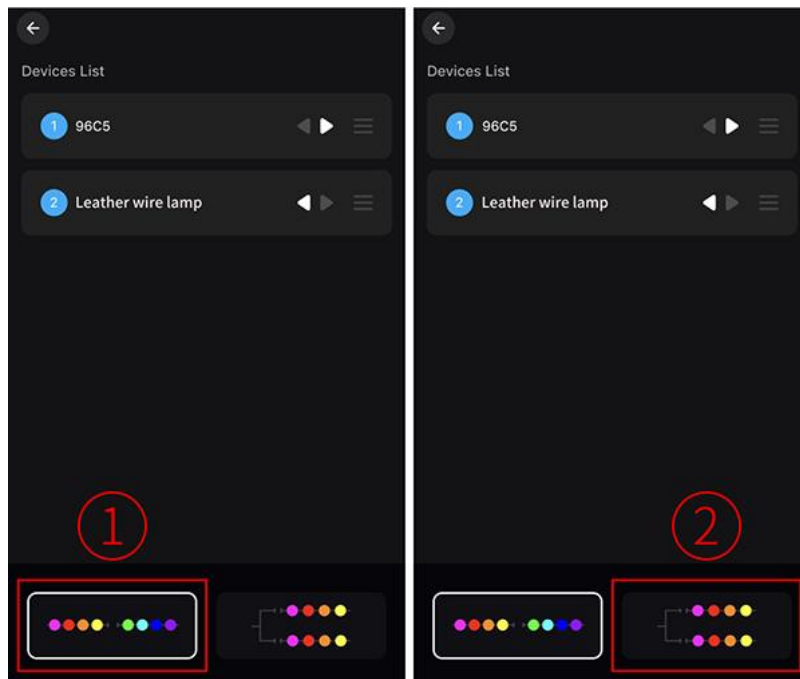 Devices List
1 96C5
2 Leather wire lamp
①
Devices List
1 96C5
2 Leather wire lamp
②